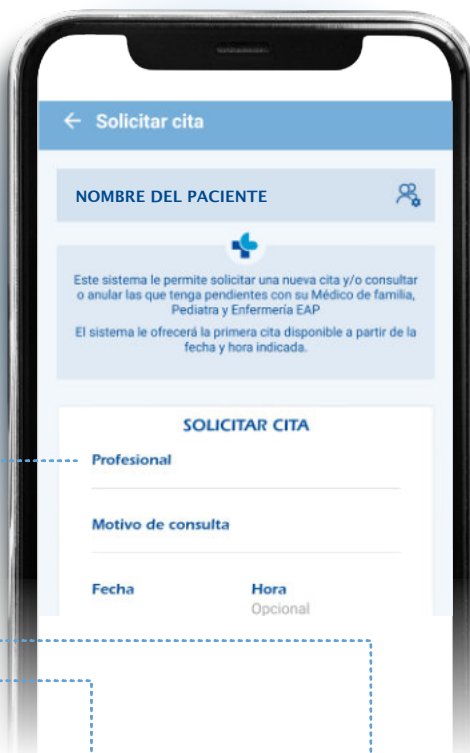 Solicitar cita
NOMBRE DEL PACIENTE
Este sistema le permite solicitar una nueva cita y/o consultar
o anular las que tenga pendientes con su Médico de familia,
Pediatra y Enfermería EAP
El sistema le ofrecerá la primera cita disponible a partir de la
fecha y hora indicada.
SOLICITAR CITA
Profesional
Motivo de consulta
Fecha Hora
Opcional